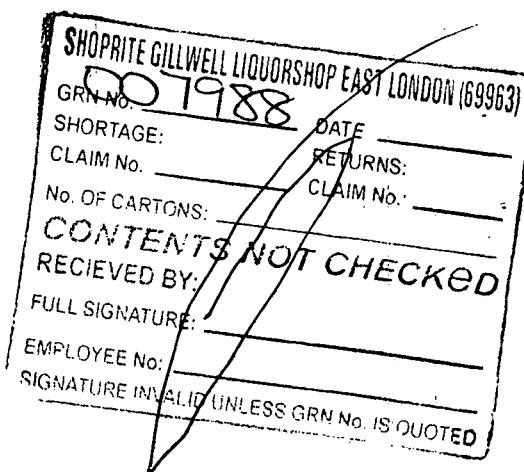 SHOPRITE GILLWELL LIQUORSHOP EAST LONDON (69963)
GRN No. 007988 DATE
SHORTAGE: RETURNS:
CLAIM No. CLAIM No.:
No. OF CARTONS:
CONTENTS NOT CHECKED
RECIEVED BY:
FULL SIGNATURE:
EMPLOYEE No:
SIGNATURE INVALID UNLESS GRN No. IS QUOTED